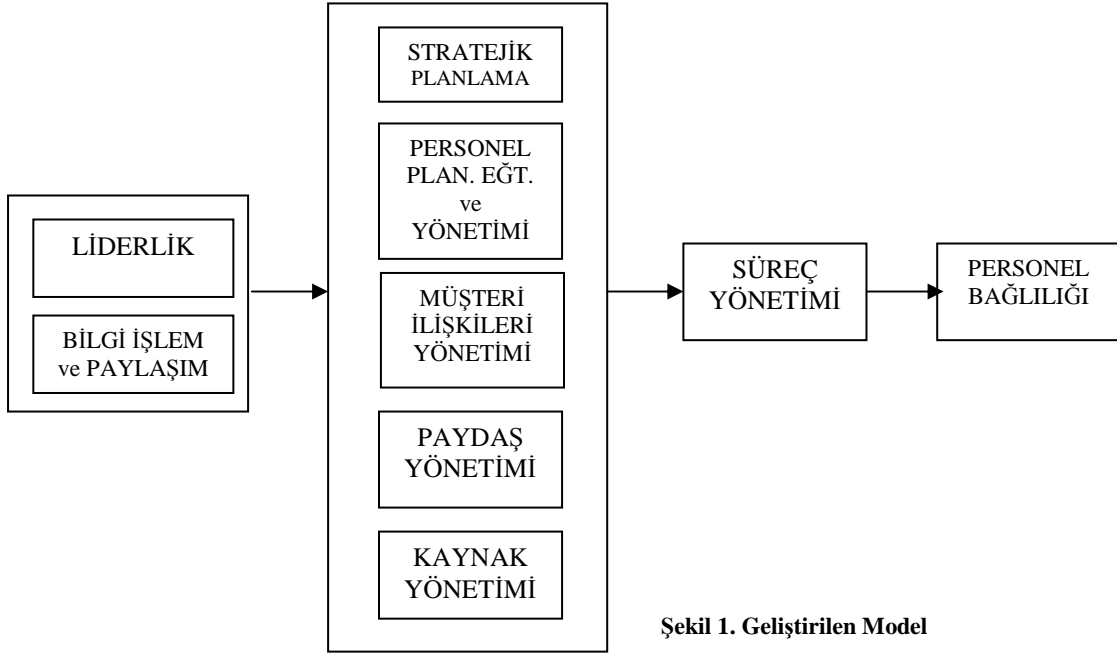 LİDERLİK
BİLGİ İŞLEM
ve PAYLAŞIM
STRATEJİK
PLANLAMA
PERSONEL
PLAN. EĞT.
ve
YÖNETİMİ
MÜŞTERİ
İLİŞKİLERİ
YÖNETİMİ
PAYDAŞ
YÖNETİMİ
KAYNAK
YÖNETİMİ
SÜREÇ
YÖNETİMİ
PERSONEL
BAĞLILIĞI
Şekil 1. Geliştirilen Model